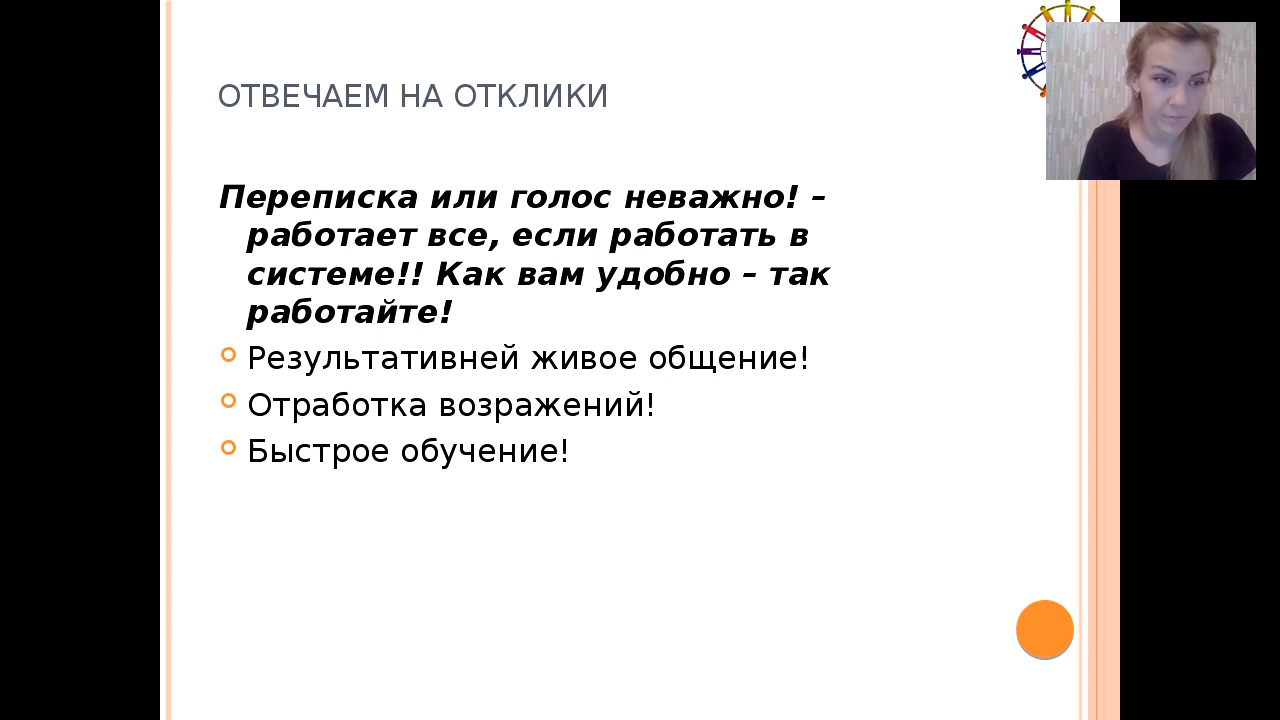 ОТВЕЧАЕМ НА ОТКЛИКИ
Переписка или голос неважно! –
работает все, если работать в
системе!! Как вам удобно – так
работайте!
Результативней живое общение!
Отработка возражений!
Быстрое обучение!